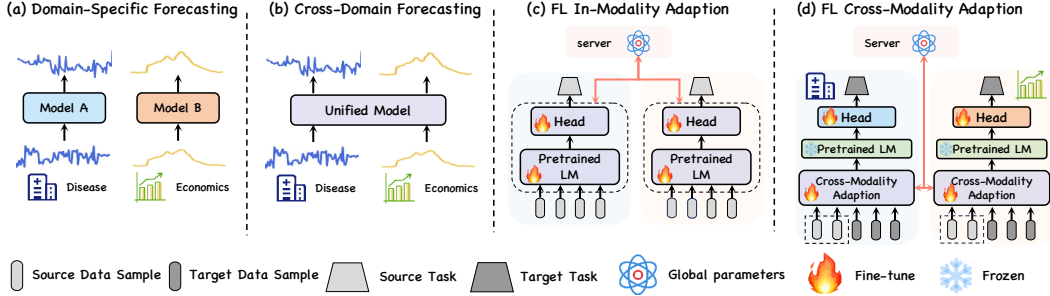 (a) Domain-Specific Forecasting
Model A
Model B
Disease
Economics
(b) Cross-Domain Forecasting
Unified Model
Disease
Economics
(c) FL In-Modality Adaption
server
Head
Pretrained
LM
Head
Pretrained
LM
(d) FL Cross-Modality Adaption
Server
Head
Pretrained LM
Cross-Modality
Adaption
Head
Pretrained LM
Cross-Modality
Adaption
Source Data Sample
Target Data Sample
Source Task
Target Task
Global parameters
Fine-tune
Frozen